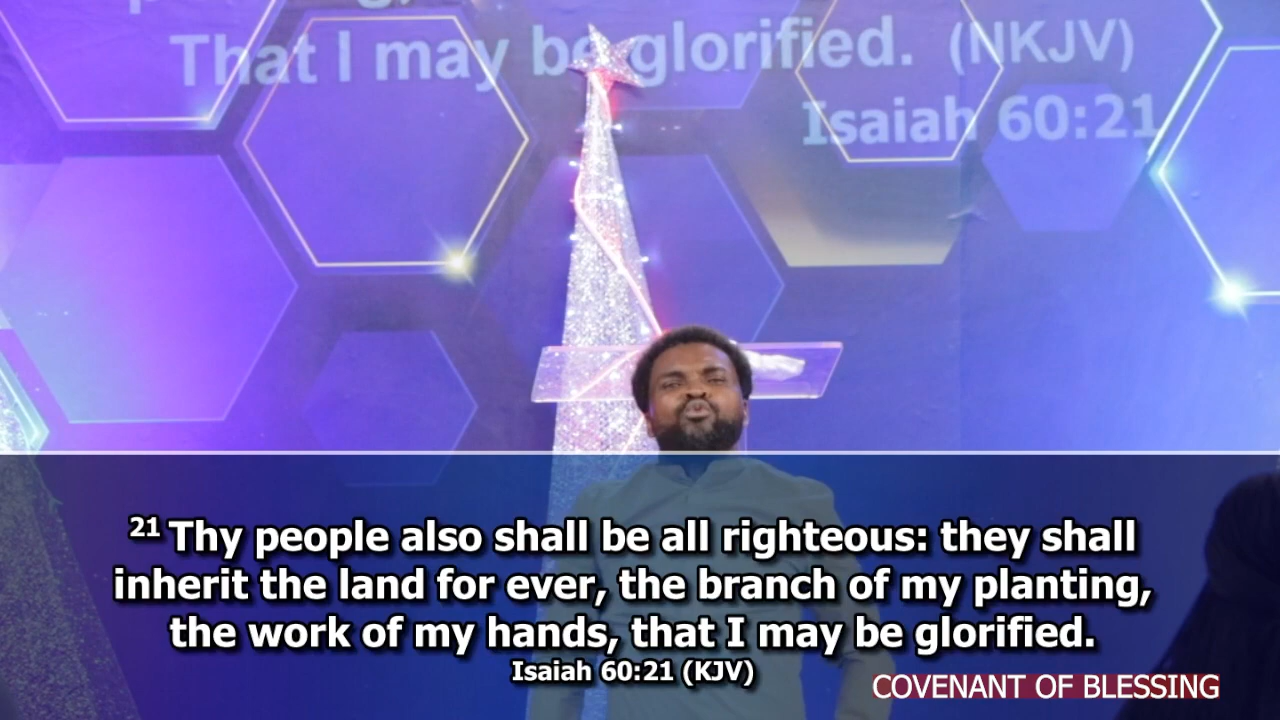 That I may be glorified. (NKJV)
Isaiah 60:21
21 Thy people also shall be all righteous: they shall
inherit the land for ever, the branch of my planting,
the work of my hands, that I may be glorified.
Isaiah 60:21 (KJV)
COVENANT OF BLESSING